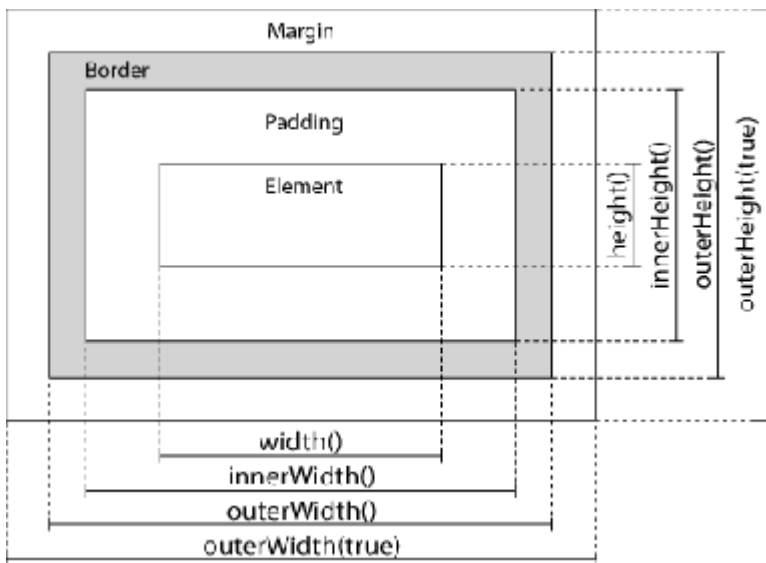 Margin
Border
Padding
Element
height()
innerHeight()
outerHeight()
outerHeight(true)
width()
innerWidth()
outerWidth()
outerWidth(true)